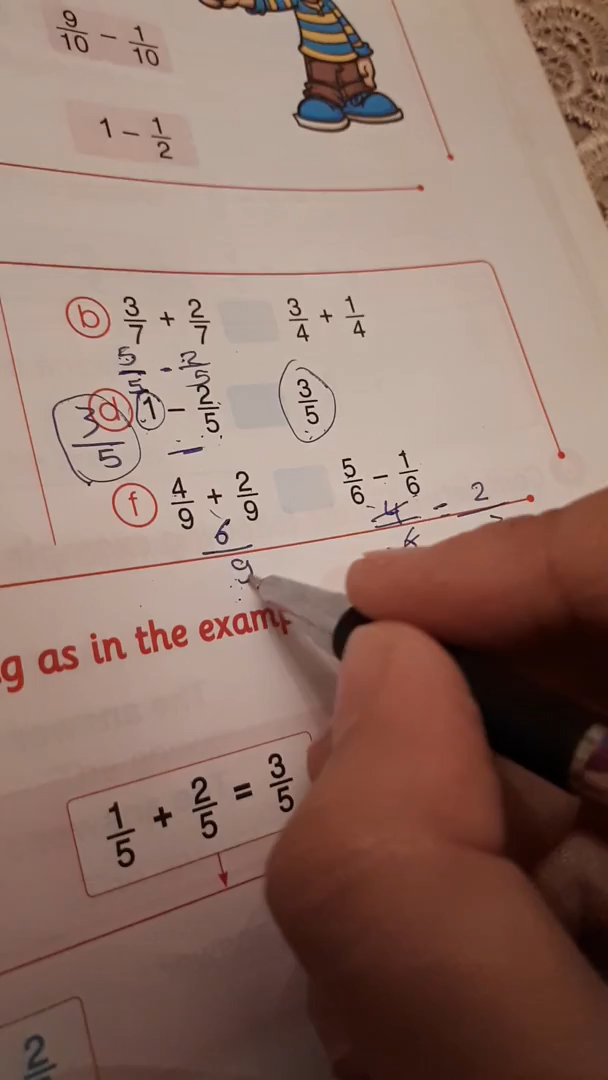 9/10 - 1/10
1 - 1/2
b 3/7 + 2/7 3/4 + 1/4
5/5 - 2/5
3/5 d 1 - 2/5 3/5
f 4/9 + 2/9 5/6 - 1/6
6/9 4/6 = 2
g as in the examp
1/5 + 2/5 = 3/5
2